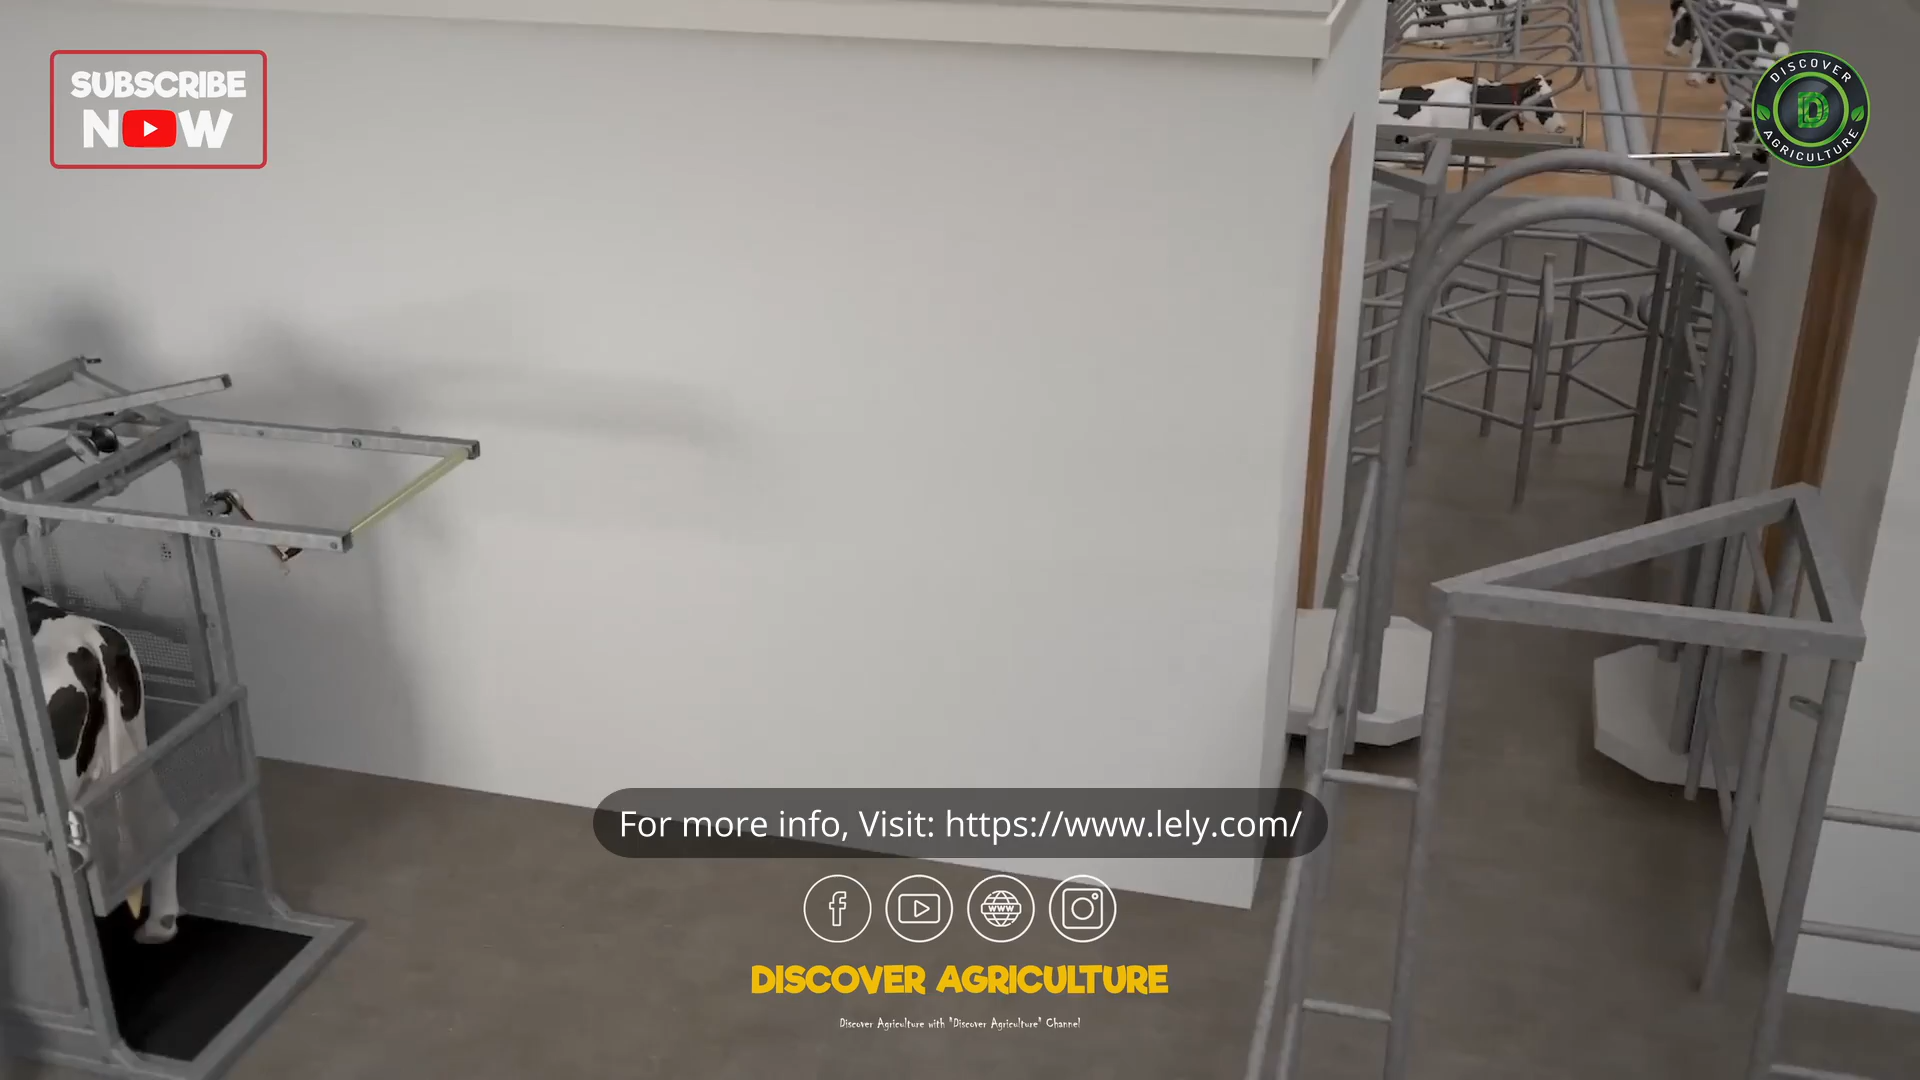 SUBSCRIBE
NOW
DISCOVER
D
AGRICULTURE
For more info, Visit: https://www.lely.com/
f
WWW
DISCOVER AGRICULTURE
Discover Agriculture with "Discover Agriculture" Channel